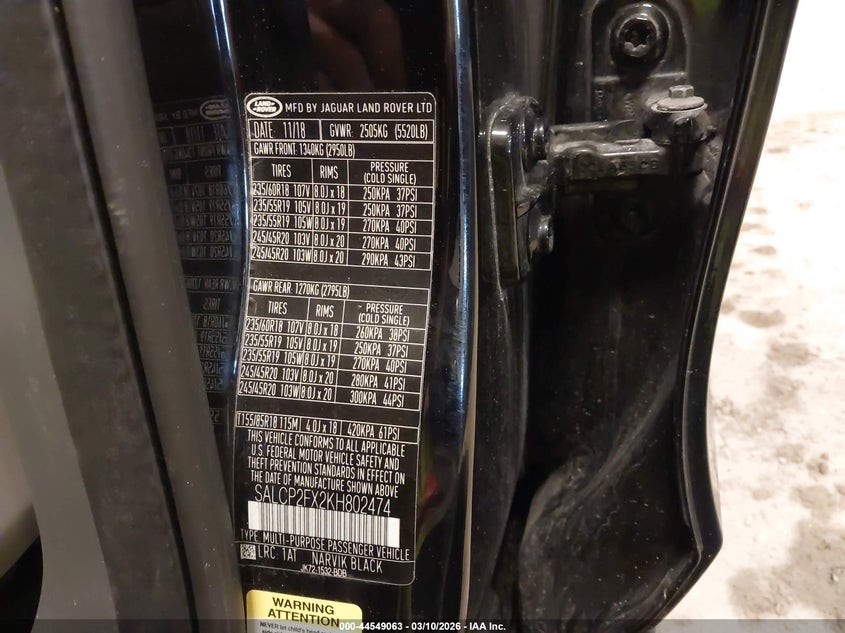 LAND ROVER MFD BY JAGUAR LAND ROVER LTD
DATE: 11/18 GVWR: 2505KG (5520LB)
GAWR FRONT: 1340KG (2950LB)
TIRES RIMS PRESSURE (COLD SINGLE)
235/60R18 107V 8.0J x 18 250KPA 37PSI
235/55R19 105V 8.0J x 19 250KPA 37PSI
235/55R19 105W 8.0J x 19 270KPA 40PSI
245/45R20 103V 8.0J x 20 270KPA 40PSI
245/45R20 103W 8.0J x 20 290KPA 43PSI
GAWR REAR: 1270KG (2795LB)
TIRES RIMS PRESSURE (COLD SINGLE)
235/60R18 107V 8.0J x 18 260KPA 38PSI
235/55R19 105V 8.0J x 19 250KPA 37PSI
235/55R19 105W 8.0J x 19 270KPA 40PSI
245/45R20 103V 8.0J x 20 280KPA 41PSI
245/45R20 103W 8.0J x 20 300KPA 44PSI
T155/85R18 115M 4.0J x 18 420KPA 61PSI
THIS VEHICLE CONFORMS TO ALL APPLICABLE
U.S. FEDERAL MOTOR VEHICLE SAFETY AND
THEFT PREVENTION STANDARDS IN EFFECT ON
THE DATE OF MANUFACTURE SHOWN ABOVE
SALCP2FX2KH802474
TYPE: MULTI-PURPOSE PASSENGER VEHICLE
LRC: 1AT NARVIK BLACK
JK72-1532-BDB
WARNING
ATTENTION
NEVER let child's head
000-44549063 - 03/10/2026 - IAA Inc.